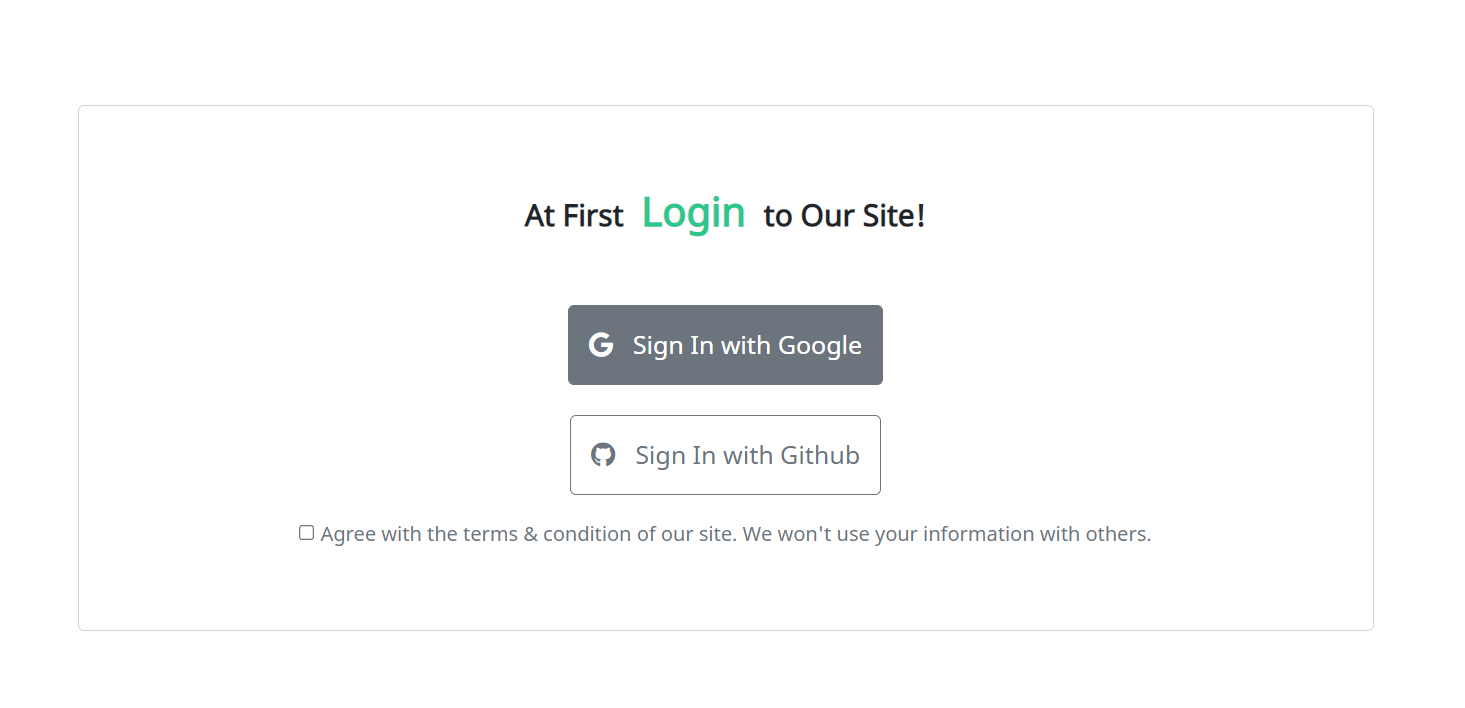 At First Login to Our Site!
Sign In with Google
Sign In with Github
Agree with the terms & condition of our site. We won't use your information with others.